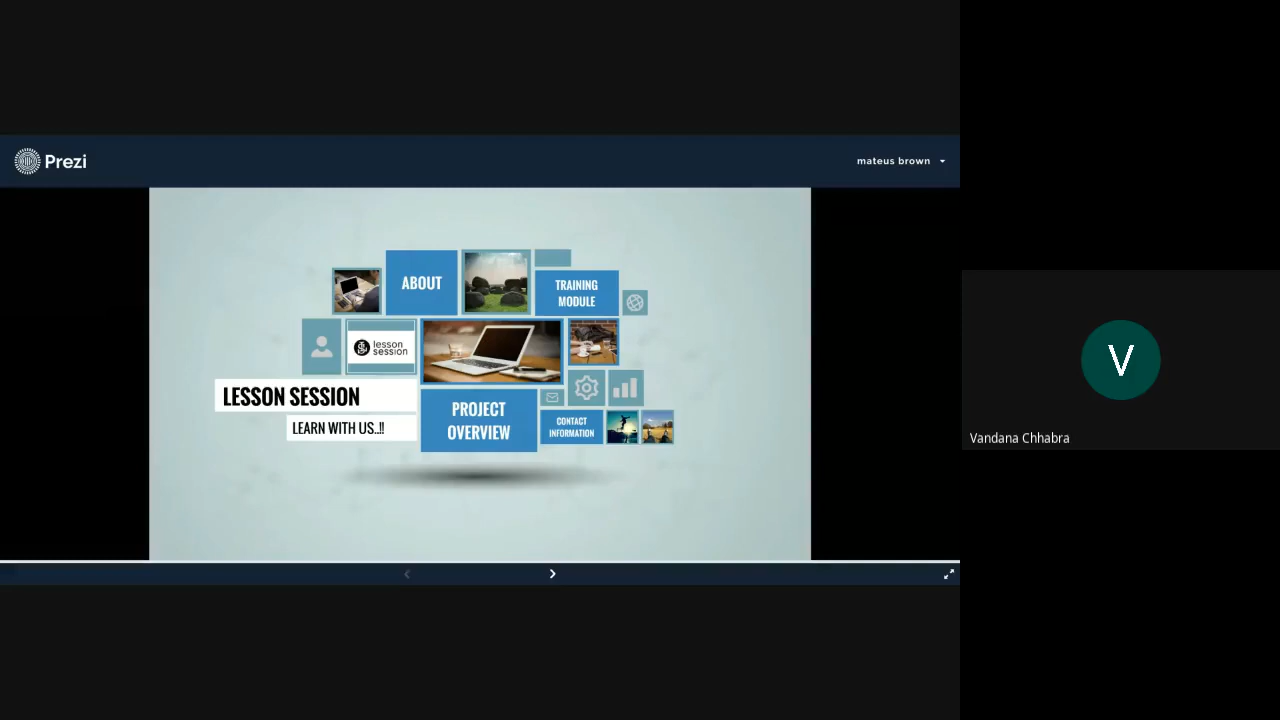 Prezi
mateus brown
ABOUT
TRAINING
MODULE
lesson
session
LESSON SESSION
LEARN WITH US..!!
PROJECT
OVERVIEW
CONTACT
INFORMATION
V
Vandana Chhabra